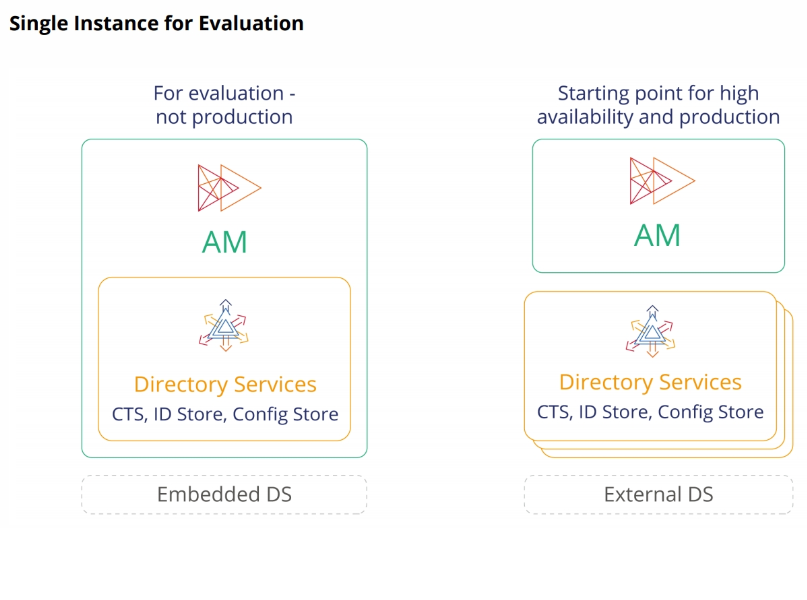 Single Instance for Evaluation
For evaluation -
not production
AM
Directory Services
CTS, ID Store, Config Store
Embedded DS
Starting point for high
availability and production
AM
Directory Services
CTS, ID Store, Config Store
External DS